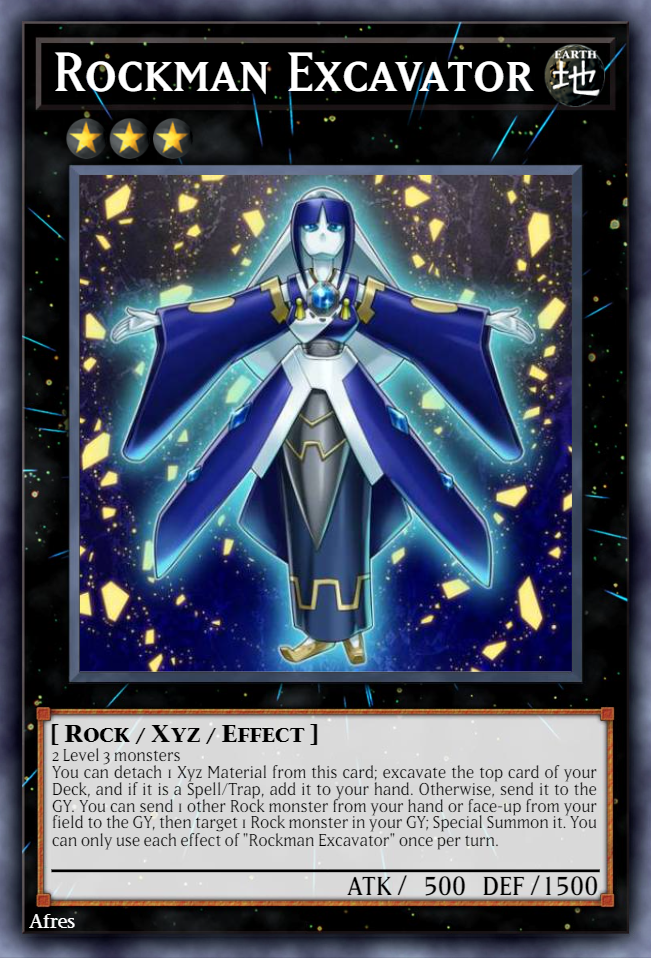 Rockman Excavator
EARTH
地
[ Rock / Xyz / Effect ]
2 Level 3 monsters
You can detach 1 Xyz Material from this card; excavate the top card of your
Deck, and if it is a Spell/Trap, add it to your hand. Otherwise, send it to the
GY. You can send 1 other Rock monster from your hand or face-up from your
field to the GY, then target 1 Rock monster in your GY; Special Summon it. You
can only use each effect of "Rockman Excavator" once per turn.
ATK / 500 DEF /1500
Afres